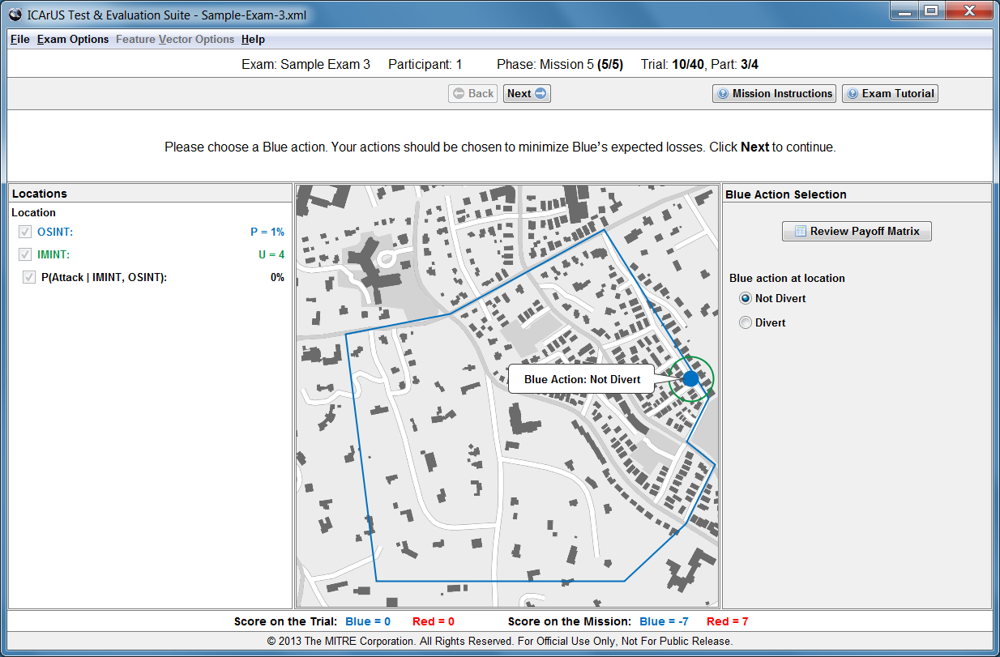 ICArUS Test & Evaluation Suite - Sample-Exam-3.xml
File Exam Options Feature Vector Options Help
Exam: Sample Exam 3 Participant: 1 Phase: Mission 5 (5/5) Trial: 10/40, Part: 3/4
Back Next Mission Instructions Exam Tutorial
Please choose a Blue action. Your actions should be chosen to minimize Blue's expected losses. Click Next to continue.
Locations
Location
OSINT: P = 1%
IMINT: U = 4
P(Attack | IMINT, OSINT): 0%
Blue Action: Not Divert
Blue Action Selection
Review Payoff Matrix
Blue action at location
Not Divert
Divert
Score on the Trial: Blue = 0 Red = 0 Score on the Mission: Blue = -7 Red = 7
© 2013 The MITRE Corporation. All Rights Reserved. For Official Use Only, Not For Public Release.